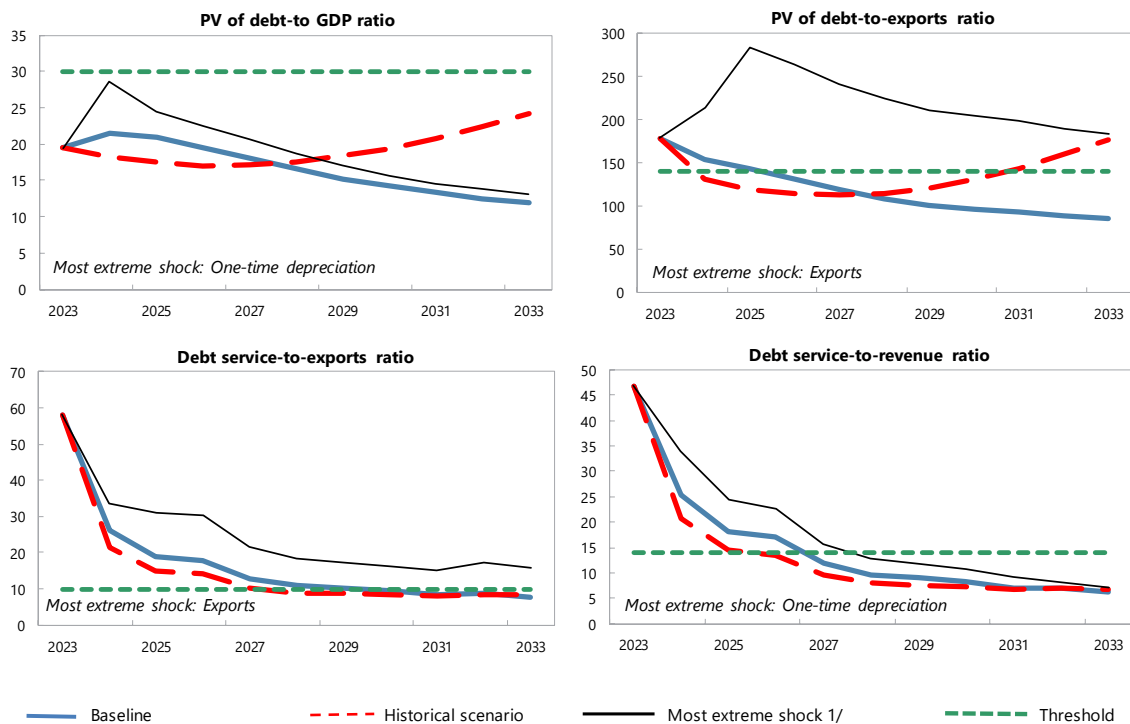 PV of debt-to GDP ratio
35
30
25
20
15
10
5
0
Most extreme shock: One-time depreciation
2023 2025 2027 2029 2031 2033
PV of debt-to-exports ratio
300
250
200
150
100
50
0
Most extreme shock: Exports
2023 2025 2027 2029 2031 2033
Debt service-to-exports ratio
70
60
50
40
30
20
10
0
Most extreme shock: Exports
2023 2025 2027 2029 2031 2033
Debt service-to-revenue ratio
50
45
40
35
30
25
20
15
10
5
0
Most extreme shock: One-time depreciation
2023 2025 2027 2029 2031 2033
Baseline Historical scenario Most extreme shock 1/ Threshold